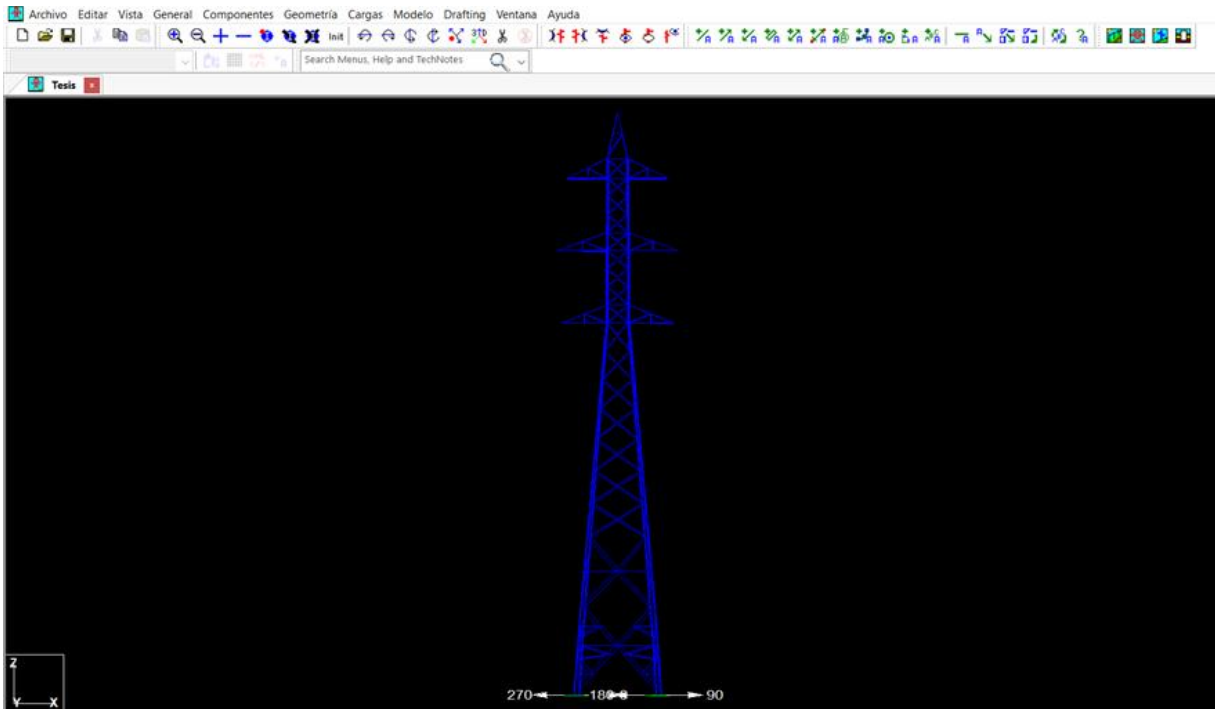 Archivo Editar Vista General Componentes Geometría Cargas Modelo Drafting Ventana Ayuda
Init
Search Menus, Help and TechNotes
Tesis
Z
Y X
270 -180 0 90